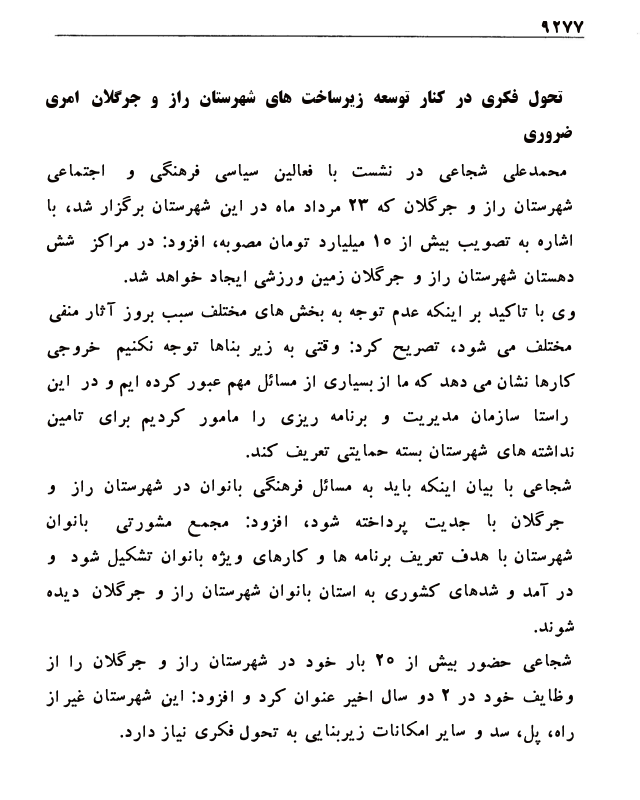 ۹۲۷۷
تحول فکری در کنار توسعه زیرساخت های شهرستان راز و جرگلان امری
ضروری
محمدعلی شجاعی در نشست با فعالین سیاسی فرهنگی و اجتماعی
شهرستان راز و جرگلان که ۲۳ مرداد ماه در این شهرستان برگزار شد، با
اشاره به تصویب بیش از ۱۵ میلیارد تومان مصوبه، افزود: در مراکز شش
دهستان شهرستان راز و جرگلان زمین ورزشی ایجاد خواهد شد.
وی با تاکید بر اینکه عدم توجه به بخش های مختلف سبب بروز آثار منفی
مختلف می شود، تصریح کرد: وقتی به زیر بناها توجه نکنیم خروجی
کارها نشان می دهد که ما از بسیاری از مسائل مهم عبور کرده ایم و در این
راستا سازمان مدیریت و برنامه ریزی را مامور کردیم برای تامین
نداشته های شهرستان بسته حمایتی تعریف کند.
شجاعی با بیان اینکه باید به مسائل فرهنگی بانوان در شهرستان راز و
جرگلان با جدیت پرداخته شود، افزود: مجمع مشورتی بانوان
شهرستان با هدف تعریف برنامه ها و کارهای ویژه بانوان تشکیل شود و
در آمد و شدهای کشوری به استان بانوان شهرستان راز و جرگلان دیده
شوند.
شجاعی حضور بیش از ۲۵ بار خود در شهرستان راز و جرگلان را از
وظایف خود در ۲ دو سال اخیر عنوان کرد و افزود: این شهرستان غیر از
راه، پل، سد و سایر امکانات زیربنایی به تحول فکری نیاز دارد.